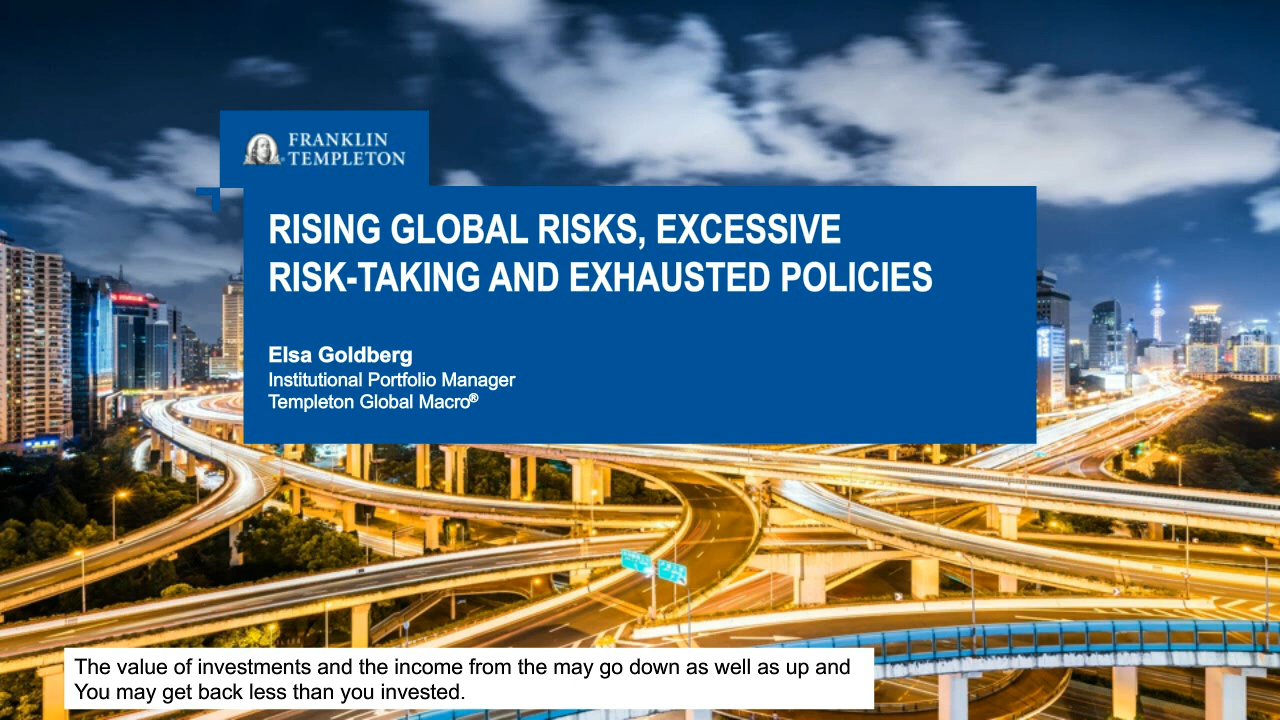 FRANKLIN
TEMPLETON
RISING GLOBAL RISKS, EXCESSIVE
RISK-TAKING AND EXHAUSTED POLICIES
Elsa Goldberg
Institutional Portfolio Manager
Templeton Global Macro®
The value of investments and the income from the may go down as well as up and
You may get back less than you invested.